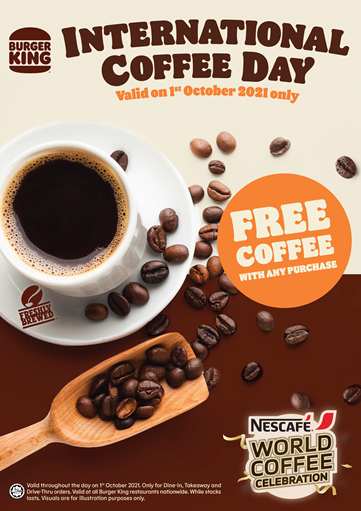 BURGER
KING
INTERNATIONAL
COFFEE DAY
Valid on 1st October 2021 only
FREE
COFFEE
WITH ANY PURCHASE
FRESHLY
BREWED
NESCAFÉ
WORLD
COFFEE
CELEBRATION
Valid throughout the day on 1st October 2021. Only for Dine-In, Takeaway and
Drive-Thru orders. Valid at all Burger King restaurants nationwide. While stocks
lasts. Visuals are for illustration purposes only.